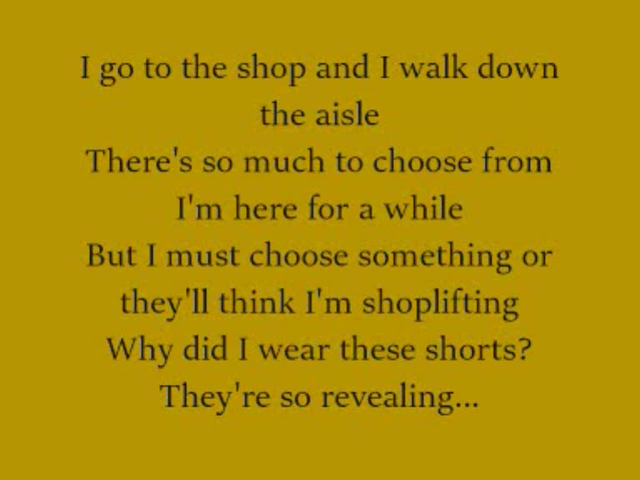 I go to the shop and I walk down
the aisle
There's so much to choose from
I'm here for a while
But I must choose something or
they'll think I'm shoplifting
Why did I wear these shorts?
They're so revealing...